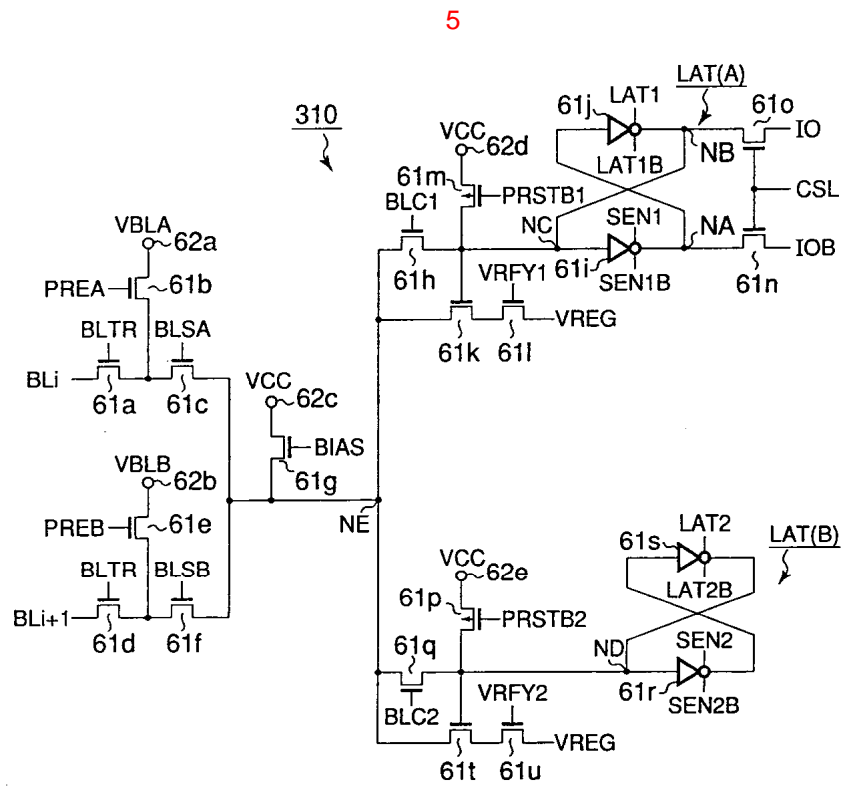 5
LAT(A)
61j
LAT1
61o
310
VCC
62d
IO
NB
LAT1B
61m
PRSTB1
CSL
BLC1
SEN1
NC
NA
VBLA
62a
61i
IOB
61h
SEN1B
61n
VRFY1
PREA
61b
VREG
BLTR
BLSA
61k
61l
VCC
BLi
61a
61c
62c
BIAS
VBLB
61g
62b
NE
LAT2
61s
LAT(B)
PREB
61e
VCC
62e
LAT2B
BLTR
BLSB
61p
PRSTB2
BLi+1
61d
61f
61q
ND
SEN2
61r
BLC2
VRFY2
SEN2B
VREG
61t
61u